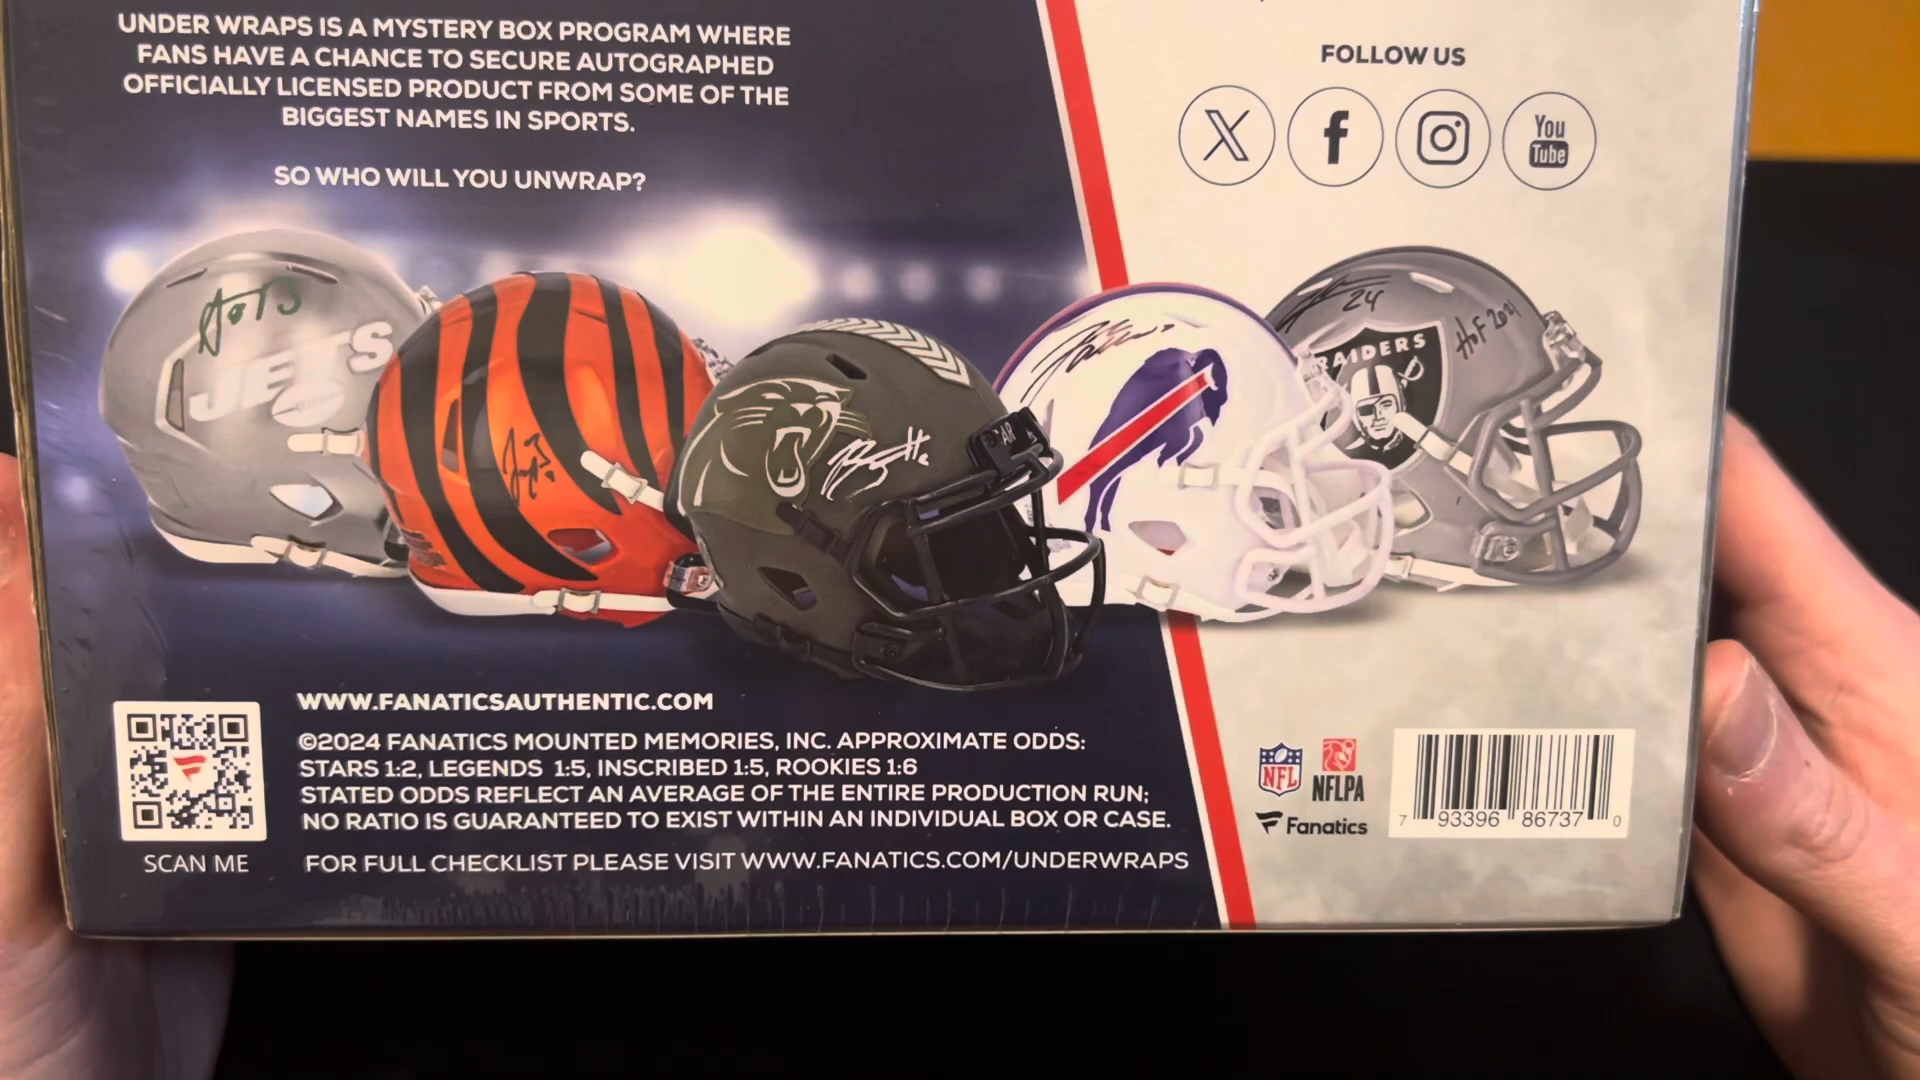 UNDER WRAPS IS A MYSTERY BOX PROGRAM WHERE
FANS HAVE A CHANCE TO SECURE AUTOGRAPHED
OFFICIALLY LICENSED PRODUCT FROM SOME OF THE
BIGGEST NAMES IN SPORTS.
SO WHO WILL YOU UNWRAP?
FOLLOW US
X
f
You
Tube
JETS
24
HOF 2021
RAIDERS
WWW.FANATICSAUTHENTIC.COM
©2024 FANATICS MOUNTED MEMORIES, INC. APPROXIMATE ODDS:
STARS 1:2, LEGENDS 1:5, INSCRIBED 1:5, ROOKIES 1:6
STATED ODDS REFLECT AN AVERAGE OF THE ENTIRE PRODUCTION RUN;
NO RATIO IS GUARANTEED TO EXIST WITHIN AN INDIVIDUAL BOX OR CASE.
FOR FULL CHECKLIST PLEASE VISIT WWW.FANATICS.COM/UNDERWRAPS
SCAN ME
NFL
NFLPA
Fanatics
7 93396 86737 0